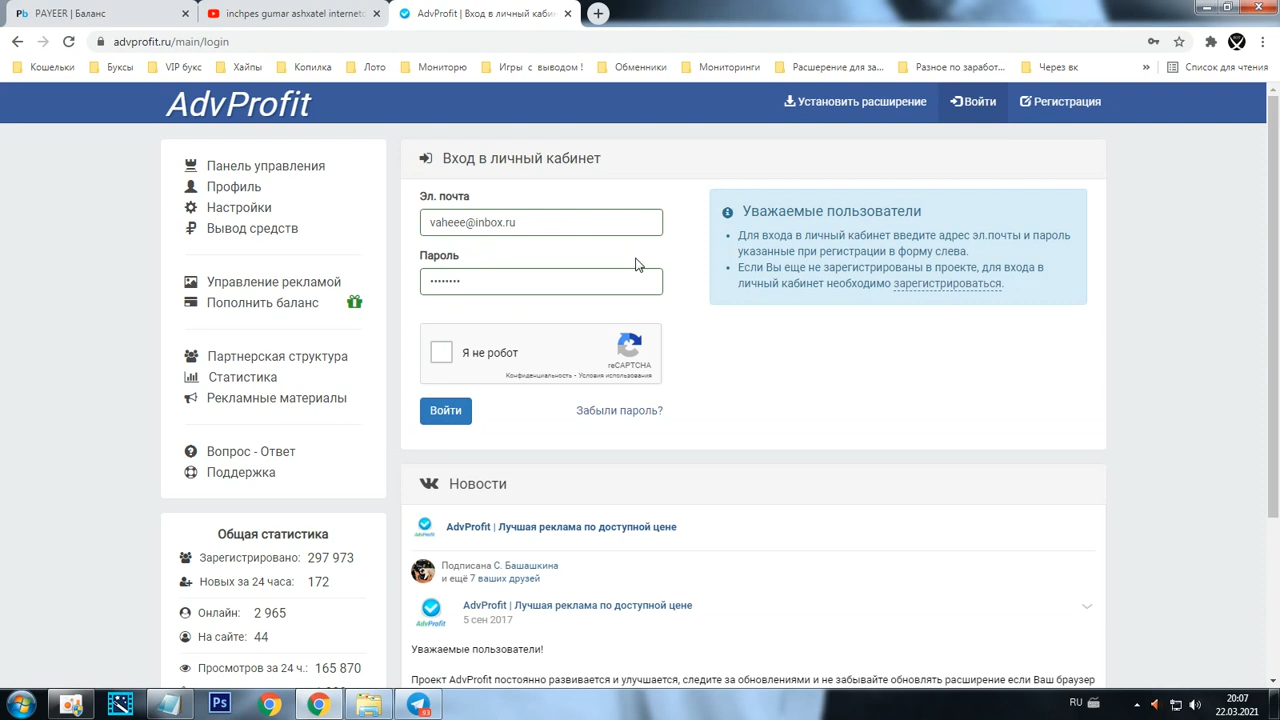 PAYEER | Баланс
inchpes gumar ashxatel internetc
AdvProfit | Вход в личный кабин
advprofit.ru/main/login
Кошельки
Буксы
VIP букс
Хайпы
Копилка
Лото
Мониторю
Игры с выводом !
Обменники
Мониторинги
Расшерение для за...
Разное по заработ...
Через вк
»
Список для чтения
AdvProfit
Установить расширение
Войти
Регистрация
Панель управления
Профиль
Настройки
Вывод средств
Управление рекламой
Пополнить баланс
Партнерская структура
Статистика
Рекламные материалы
Вопрос - Ответ
Поддержка
Общая статистика
Зарегистрировано: 297 973
Новых за 24 часа: 172
Онлайн: 2 965
На сайте: 44
Просмотров за 24 ч.: 165 870
Вход в личный кабинет
Эл. почта
vaheee@inbox.ru
Пароль
••••••••
Я не робот
reCAPTCHA
Конфиденциальность - Условия использования
Войти
Забыли пароль?
Уважаемые пользователи
• Для входа в личный кабинет введите адрес эл.почты и пароль
указанные при регистрации в форму слева.
• Если Вы еще не зарегистрированы в проекте, для входа в
личный кабинет необходимо зарегистрироваться.
Новости
AdvProfit | Лучшая реклама по доступной цене
Подписана С. Башашкина
и ещё 7 ваших друзей
AdvProfit | Лучшая реклама по доступной цене
5 сен 2017
Уважаемые пользователи!
Проект AdvProfit постоянно развивается и улучшается, следите за обновлениями и не забывайте обновлять расширение если Ваш браузер
Ps
93
RU
20:07
22.03.2021